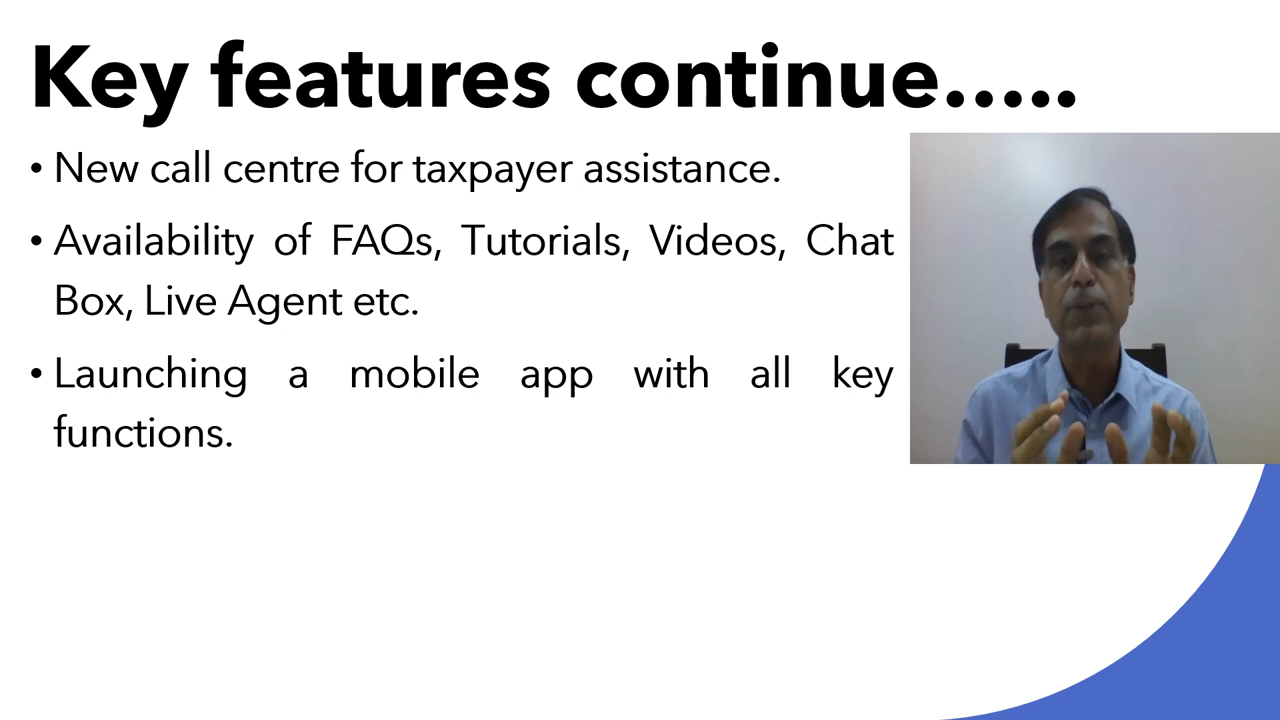 Key features continue.....
• New call centre for taxpayer assistance.
• Availability of FAQs, Tutorials, Videos, Chat
Box, Live Agent etc.
• Launching a mobile app with all key
functions.